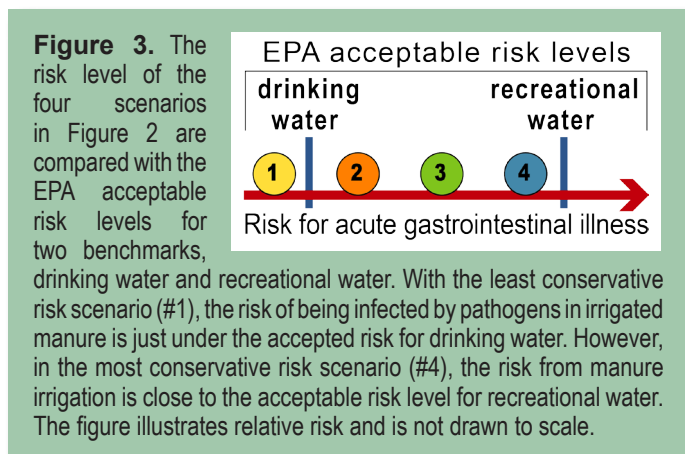 Figure 3. The
risk level of the
four scenarios
in Figure 2 are
compared with the
EPA acceptable
risk levels for
two benchmarks,
EPA acceptable risk levels
drinking
water
recreational
water
1 2 3 4
Risk for acute gastrointestinal illness
drinking water and recreational water. With the least conservative
risk scenario (#1), the risk of being infected by pathogens in irrigated
manure is just under the accepted risk for drinking water. However,
in the most conservative risk scenario (#4), the risk from manure
irrigation is close to the acceptable risk level for recreational water.
The figure illustrates relative risk and is not drawn to scale.